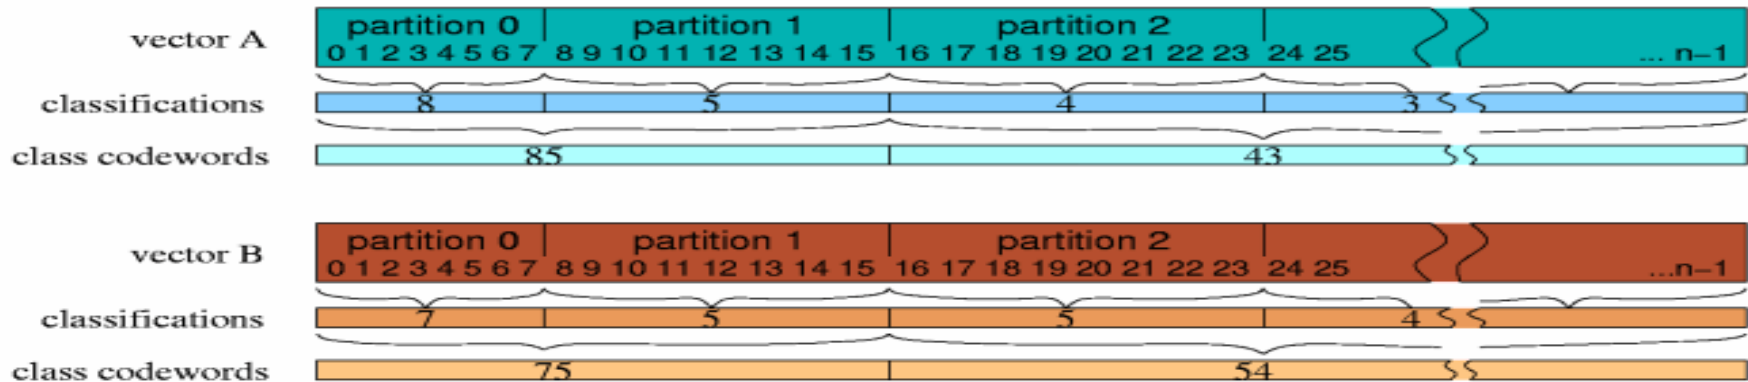 partition 0 partition 1 partition 2
vector A
0 1 2 3 4 5 6 7 8 9 10 11 12 13 14 15 16 17 18 19 20 21 22 23 24 25 ... n-1
classifications 8 5 4 3
class codewords 85 43
partition 0 partition 1 partition 2
vector B
0 1 2 3 4 5 6 7 8 9 10 11 12 13 14 15 16 17 18 19 20 21 22 23 24 25 ...n-1
classifications 7 5 5 4
class codewords 75 54